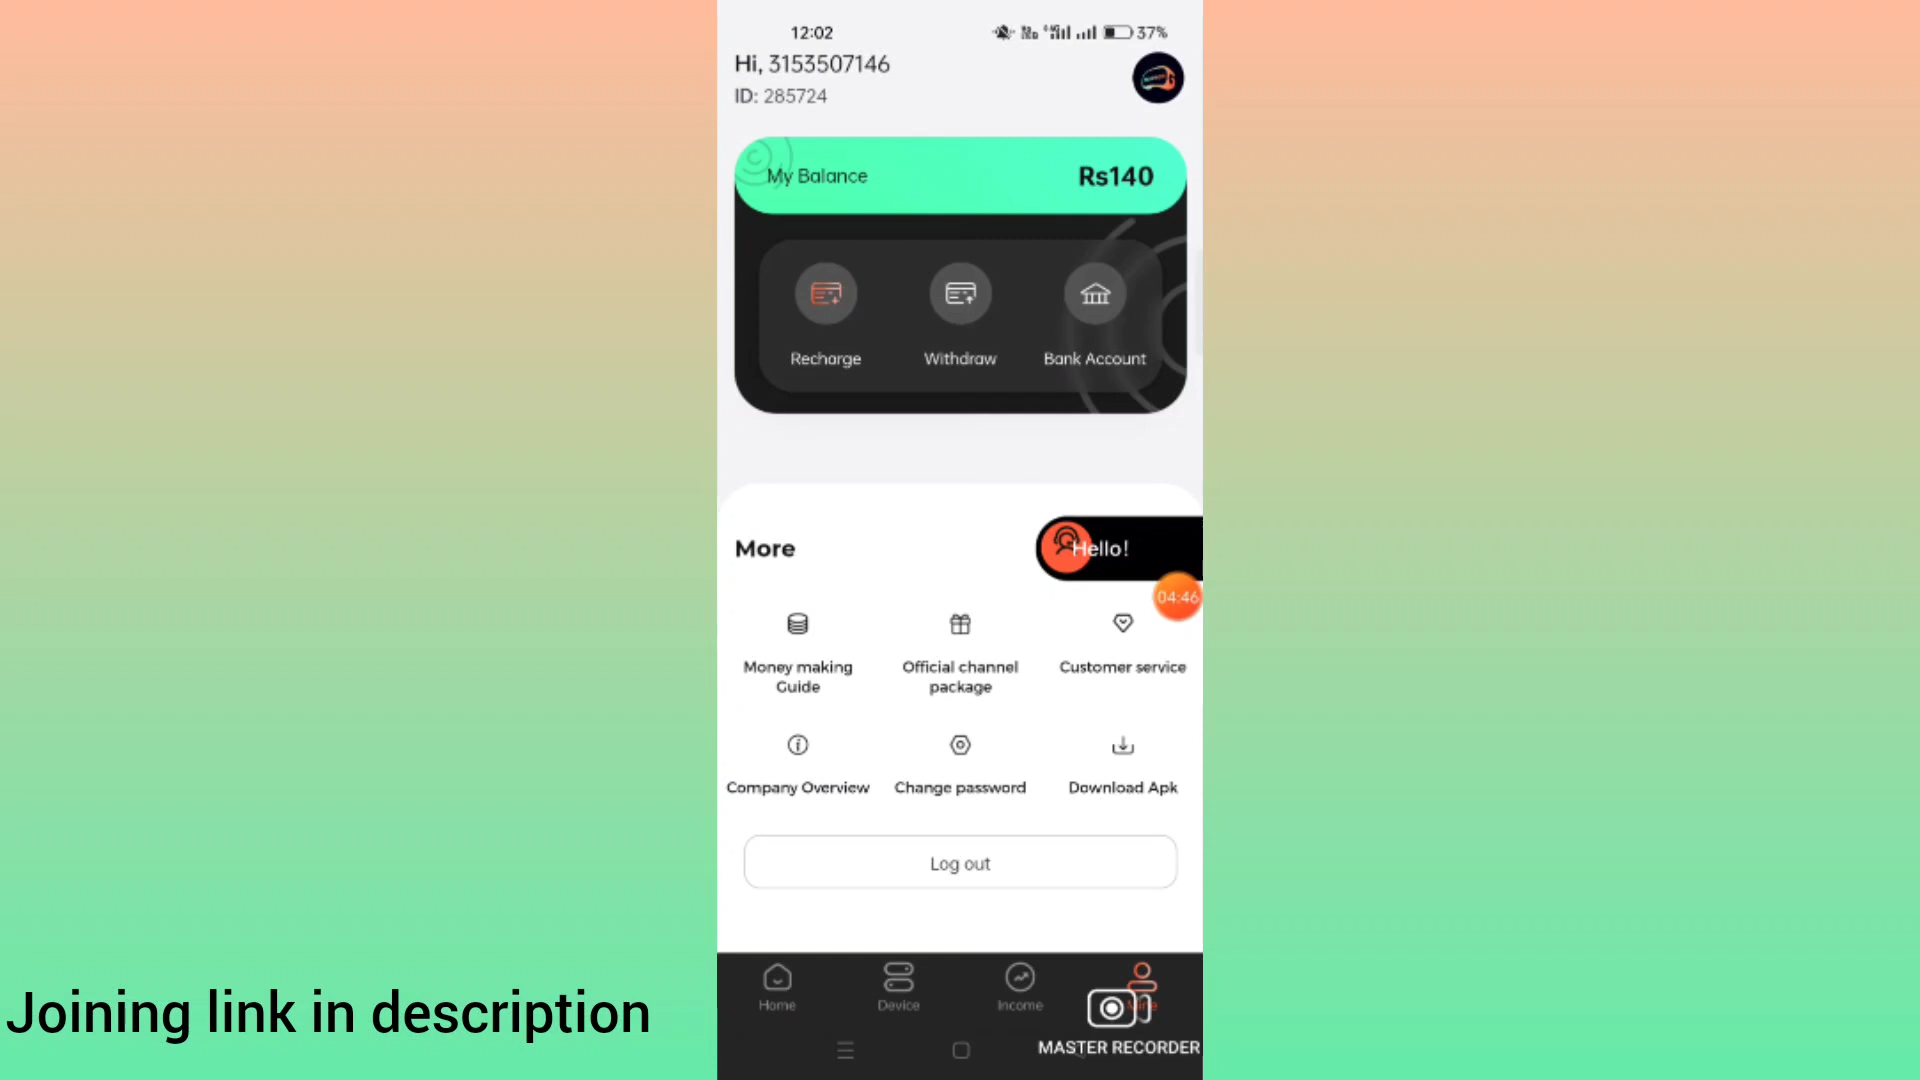 12:02
37%
Hi, 3153507146
ID: 285724
My Balance
Rs140
Recharge
Withdraw
Bank Account
More
Hello!
04:46
Money making
Guide
Official channel
package
Customer service
Company Overview
Change password
Download Apk
Log out
Home
Device
Income
MASTER RECORDER
Joining link in description